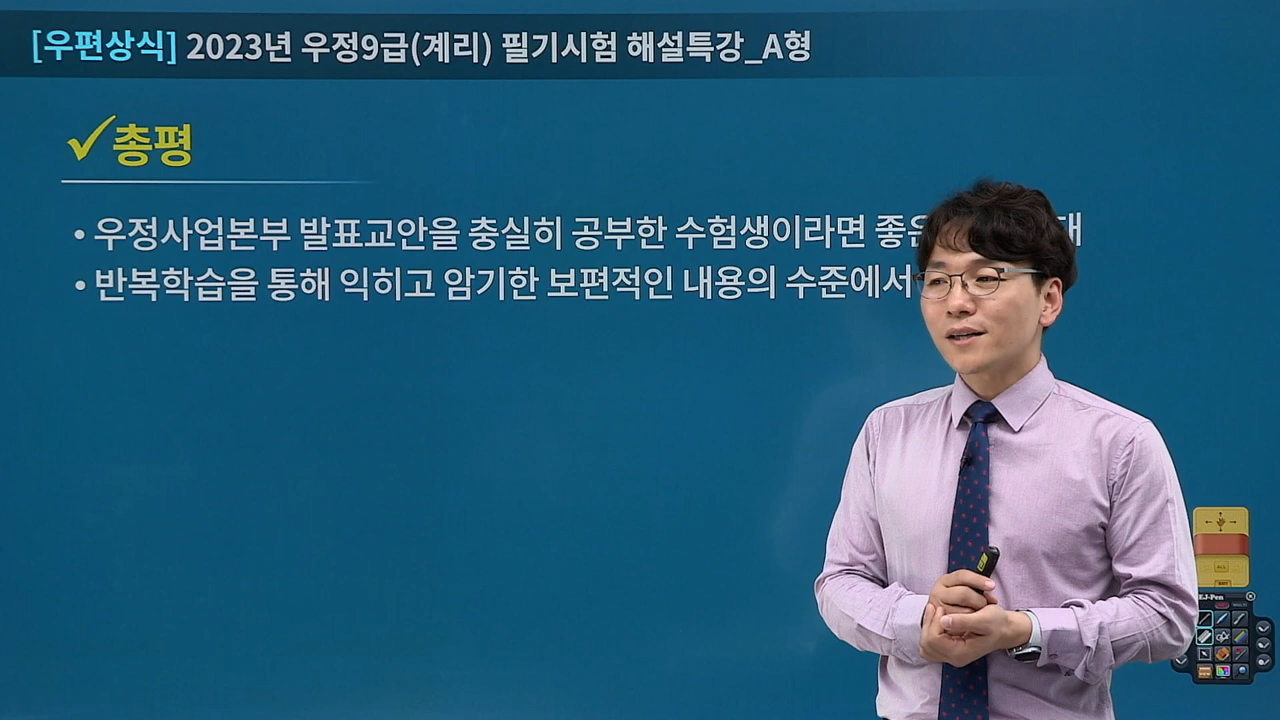 [우편상식] 2023년 우정9급(계리) 필기시험 해설특강_A형
✓총평
• 우정사업본부 발표교안을 충실히 공부한 수험생이라면 좋은
• 반복학습을 통해 익히고 암기한 보편적인 내용의 수준에서
ALL
EJ-Pen